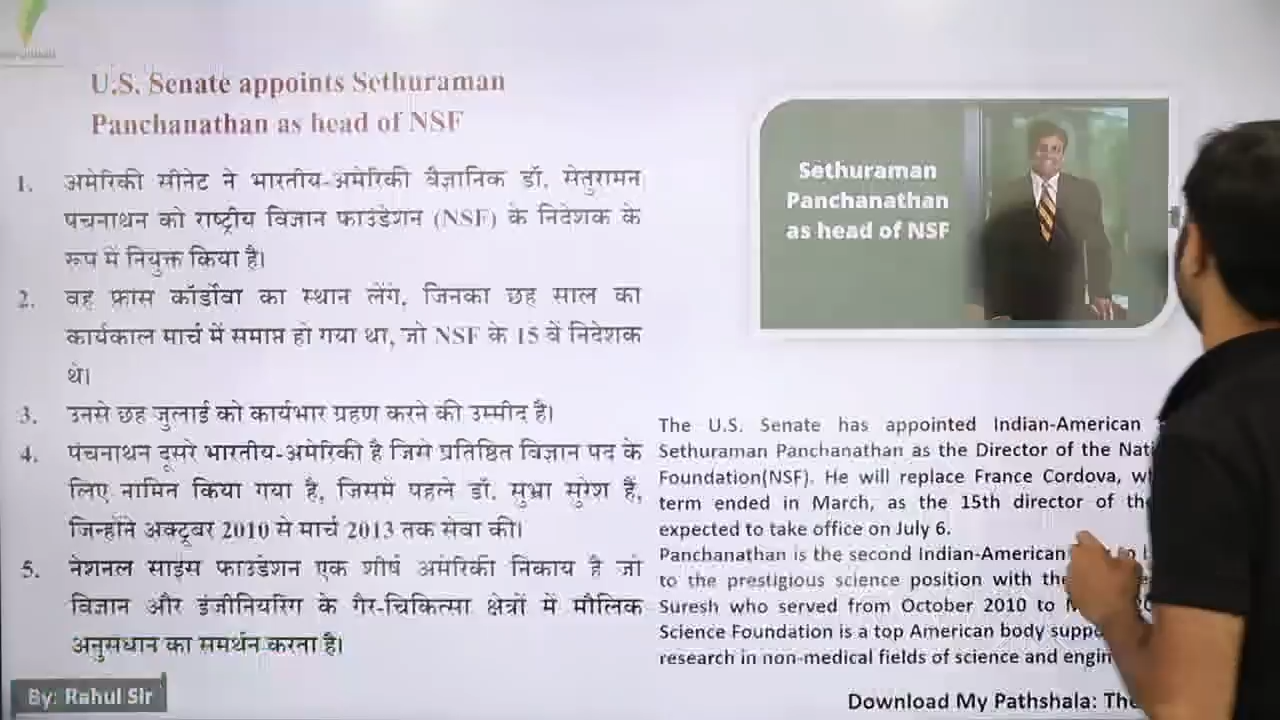 U.S. Senate appoints Sethuraman
Panchanathan as head of NSF
1. अमेरिकी सीनेट ने भारतीय-अमेरिकी वैज्ञानिक डॉ. सेतुरामन
पंचनाथन को राष्ट्रीय विज्ञान फाउंडेशन (NSF) के निदेशक के
रूप में नियुक्त किया है।
2. वह फ्रांस कॉर्डोवा का स्थान लेंगे, जिनका छह साल का
कार्यकाल मार्च में समाप्त हो गया था, जो NSF के 15 वें निदेशक
थे।
3. उनसे छह जुलाई को कार्यभार ग्रहण करने की उम्मीद है।
4. पंचनाथन दूसरे भारतीय-अमेरिकी है जिसे प्रतिष्ठित विज्ञान पद के
लिए नामित किया गया है, जिसमें पहले डॉ. सुभ्रा सुरेश हैं,
जिन्होंने अक्टूबर 2010 से मार्च 2013 तक सेवा की।
5. नेशनल साइंस फाउंडेशन एक शीर्ष अमेरिकी निकाय है जो
विज्ञान और इंजीनियरिंग के गैर-चिकित्सा क्षेत्रों में मौलिक
अनुसंधान का समर्थन करता है।
By: Rahul Sir
Sethuraman
Panchanathan
as head of NSF
The U.S. Senate has appointed Indian-American
Sethuraman Panchanathan as the Director of the
Foundation(NSF). He will replace France Cordova,
term ended in March, as the 15th director of
expected to take office on July 6.
Panchanathan is the second Indian-American
to the prestigious science position with
Suresh who served from October 2010 to
Science Foundation is a top American body
research in non-medical fields of science and
Download My Pathshala: